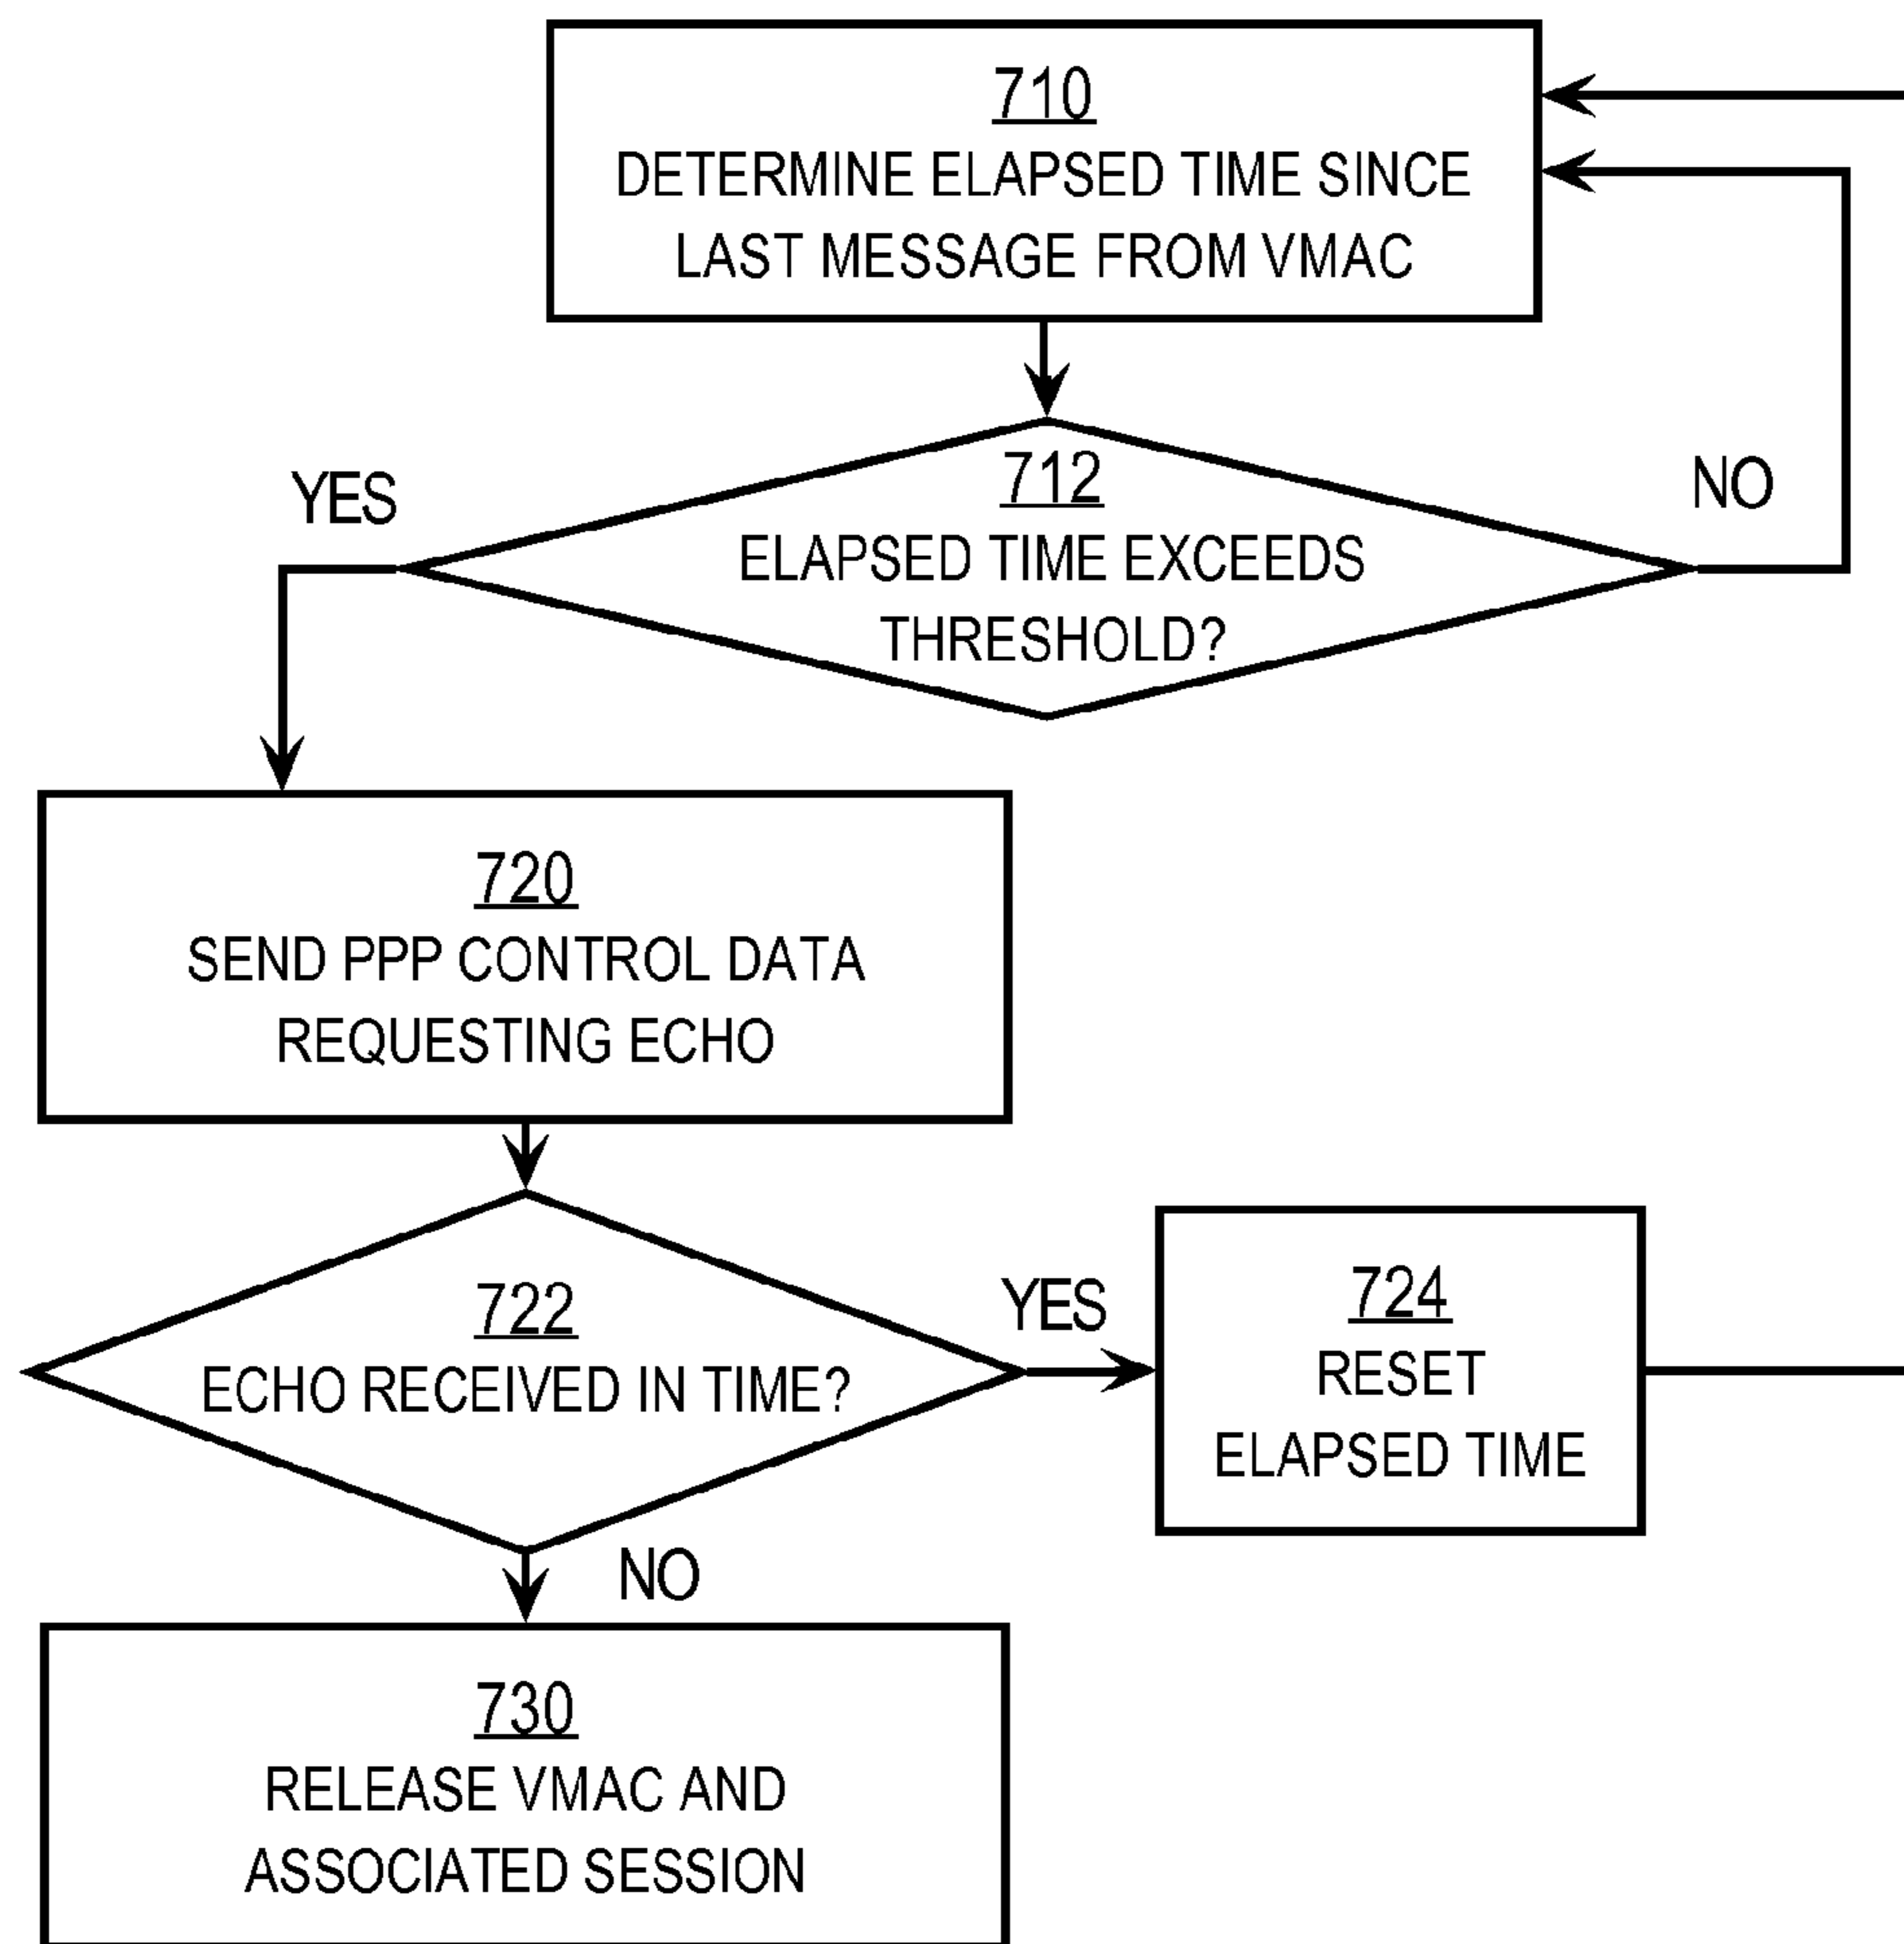 710
DETERMINE ELAPSED TIME SINCE
LAST MESSAGE FROM VMAC
712
ELAPSED TIME EXCEEDS
THRESHOLD?
YES
NO
720
SEND PPP CONTROL DATA
REQUESTING ECHO
722
ECHO RECEIVED IN TIME?
YES
NO
724
RESET
ELAPSED TIME
730
RELEASE VMAC AND
ASSOCIATED SESSION